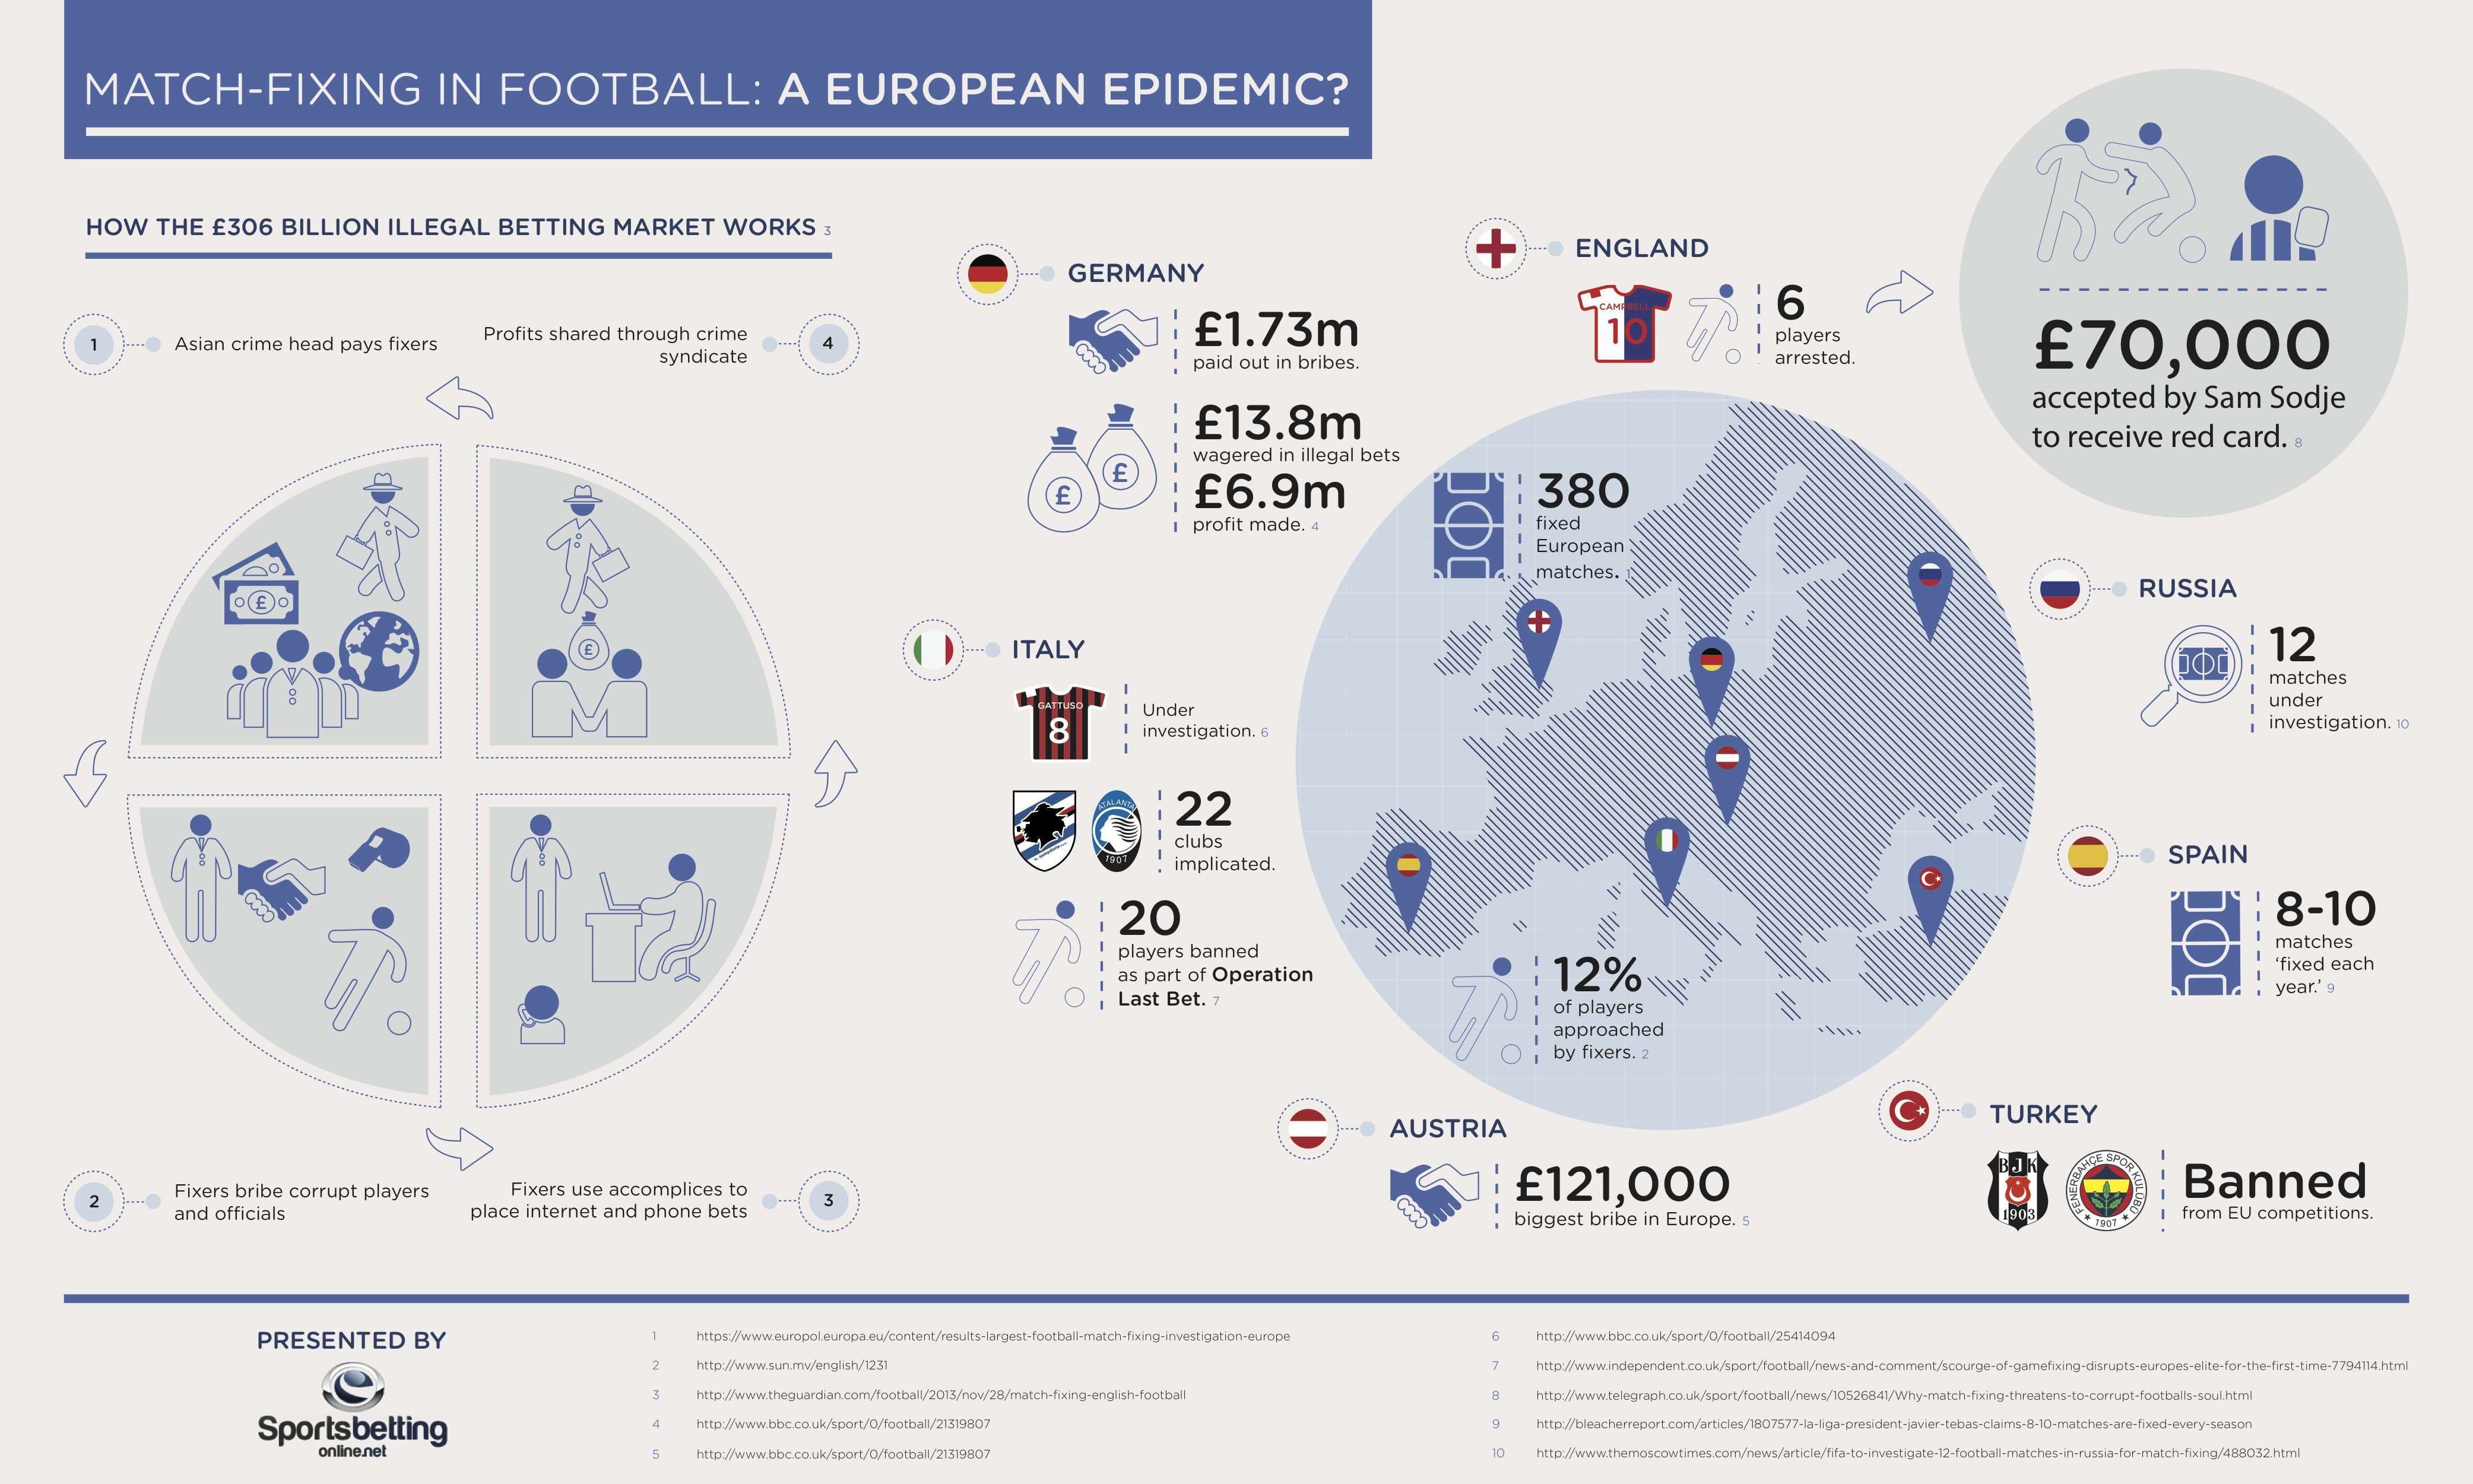 MATCH-FIXING IN FOOTBALL: A EUROPEAN EPIDEMIC?
HOW THE £306 BILLION ILLEGAL BETTING MARKET WORKS 3
1
Asian crime head pays fixers
Profits shared through crime
syndicate
4
£
£
2
Fixers bribe corrupt players
and officials
Fixers use accomplices to
place internet and phone bets
3
GERMANY
£1.73m
paid out in bribes.
£
£
£13.8m
wagered in illegal bets
£6.9m
profit made. 4
ITALY
GATTUSO
8
Under
investigation. 6
ATALANTA
1907
22
clubs
implicated.
20
players banned
as part of Operation
Last Bet. 7
ENGLAND
CAMPBELL
10
6
players
arrested.
£70,000
accepted by Sam Sodje
to receive red card. 8
380
fixed
European
matches. 1
12%
of players
approached
by fixers. 2
RUSSIA
12
matches
under
investigation. 10
SPAIN
8-10
matches
‘fixed each
year.’ 9
AUSTRIA
£121,000
biggest bribe in Europe. 5
TURKEY
BJK
1903
FENERBAHÇE SPOR KULÜBÜ
1907
Banned
from EU competitions.
PRESENTED BY
Sportsbetting
online.net
1 https://www.europol.europa.eu/content/results-largest-football-match-fixing-investigation-europe
2 http://www.sun.mv/english/1231
3 http://www.theguardian.com/football/2013/nov/28/match-fixing-english-football
4 http://www.bbc.co.uk/sport/0/football/21319807
5 http://www.bbc.co.uk/sport/0/football/21319807
6 http://www.bbc.co.uk/sport/0/football/25414094
7 http://www.independent.co.uk/sport/football/news-and-comment/scourge-of-gamefixing-disrupts-europes-elite-for-the-first-time-7794114.html
8 http://www.telegraph.co.uk/sport/football/news/10526841/Why-match-fixing-threatens-to-corrupt-footballs-soul.html
9 http://bleacherreport.com/articles/1807577-la-liga-president-javier-tebas-claims-8-10-matches-are-fixed-every-season
10 http://www.themoscowtimes.com/news/article/fifa-to-investigate-12-football-matches-in-russia-for-match-fixing/488032.html